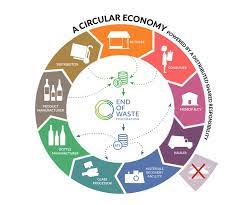 A CIRCULAR ECONOMY
POWERED BY A DISTRIBUTED SHARED RESPONSIBILITY
RETAILER
CONSUMER
MUNICIPALITY
HAULER
MATERIALS
RECOVERY
FACILITY
GLASS
PROCESSOR
BOTTLE
MANUFACTURER
PRODUCT
MANUFACTURER
DISTRIBUTOR
END
OF WASTE
FOUNDATION